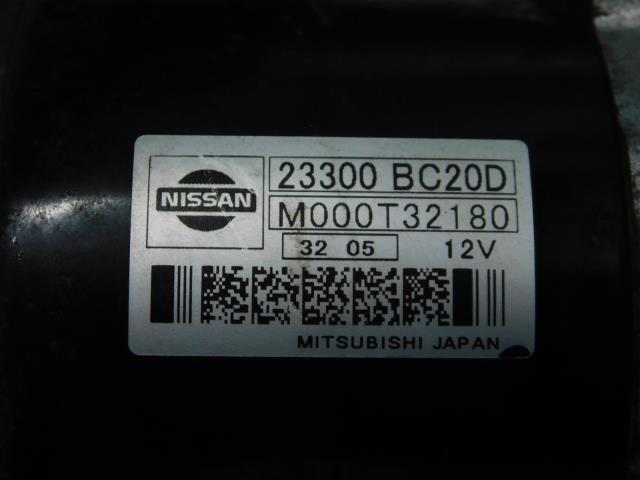 NISSAN
23300 BC20D
M000T32180
32 05 12V
MITSUBISHI JAPAN